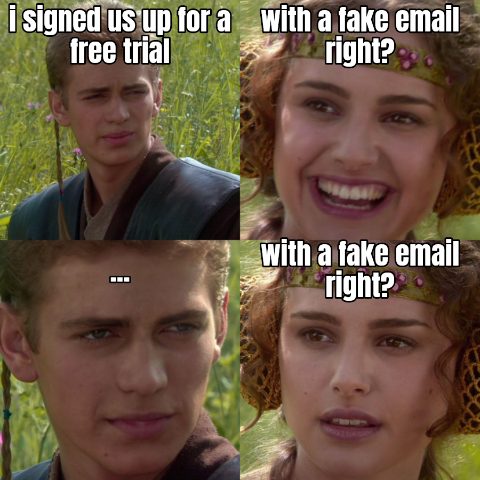 i signed us up for a
free trial
with a fake email
right?
...
with a fake email
right?